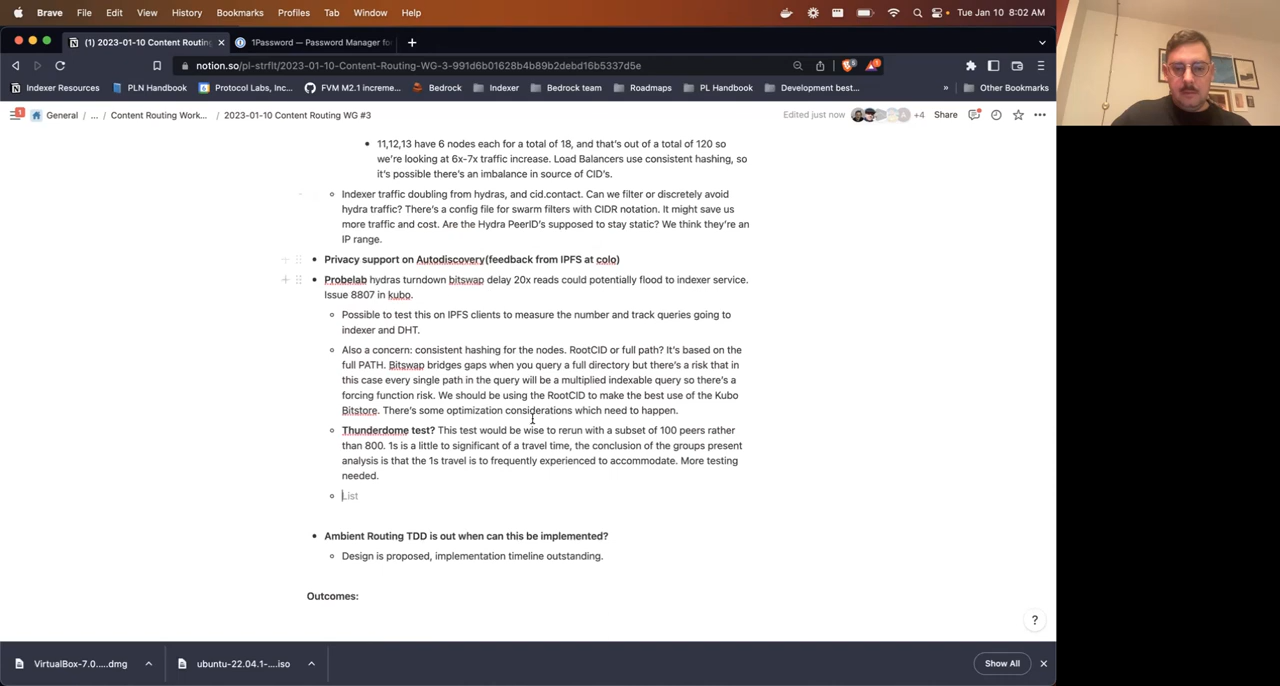 Brave File Edit View History Bookmarks Profiles Tab Window Help Tue Jan 10 8:02 AM
(1) 2023-01-10 Content Routing 1Password — Password Manager for
notion.so/pl-strflt/2023-01-10-Content-Routing-WG-3-991d6b01628b4b89b2debd16b5337d5e
Indexer Resources PLN Handbook Protocol Labs, Inc... FVM M2.1 increme... Bedrock Indexer Bedrock team Roadmaps PL Handbook Development best... » Other Bookmarks
General / ... / Content Routing Work... / 2023-01-10 Content Routing WG #3 Edited just now +4 Share
11,12,13 have 6 nodes each for a total of 18, and that's out of a total of 120 so
we're looking at 6x-7x traffic increase. Load Balancers use consistent hashing, so
it's possible there's an imbalance in source of CID's.
Indexer traffic doubling from hydras, and cid.contact. Can we filter or discretely avoid
hydra traffic? There's a config file for swarm filters with CIDR notation. It might save us
more traffic and cost. Are the Hydra PeerID's supposed to stay static? We think they're an
IP range.
Privacy support on Autodiscovery(feedback from IPFS at colo)
Probelab hydras turndown bitswap delay 20x reads could potentially flood to indexer service.
Issue 8807 in kubo.
Possible to test this on IPFS clients to measure the number and track queries going to
indexer and DHT.
Also a concern: consistent hashing for the nodes. RootCID or full path? It's based on the
full PATH. Bitswap bridges gaps when you query a full directory but there's a risk that in
this case every single path in the query will be a multiplied indexable query so there's a
forcing function risk. We should be using the RootCID to make the best use of the Kubo
Bitstore. There's some optimization considerations which need to happen.
Thunderdome test? This test would be wise to rerun with a subset of 100 peers rather
than 800. 1s is a little to significant of a travel time, the conclusion of the groups present
analysis is that the 1s travel is to frequently experienced to accommodate. More testing
needed.
List
Ambient Routing TDD is out when can this be implemented?
Design is proposed, implementation timeline outstanding.
Outcomes:
?
VirtualBox-7.0.....dmg ubuntu-22.04.1-....iso Show All